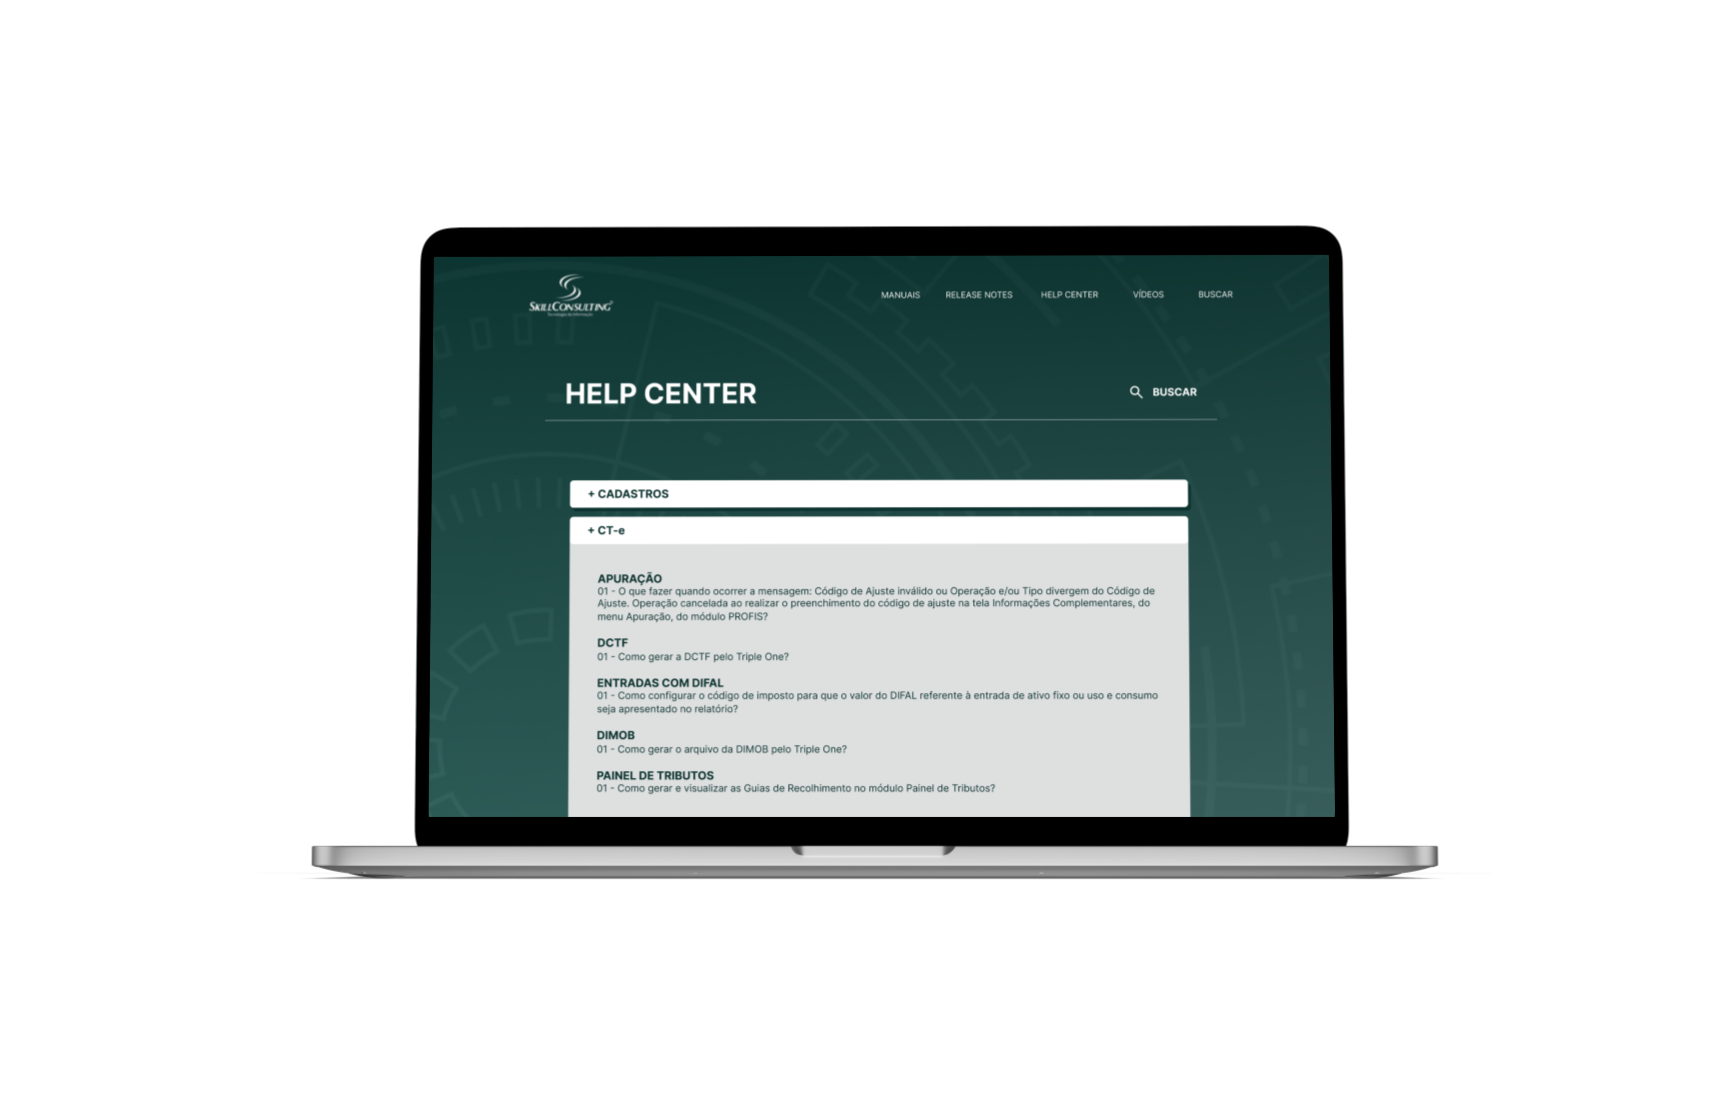 SKILLCONSULTING
Tecnologia da Informação
MANUAIS
RELEASE NOTES
HELP CENTER
VÍDEOS
BUSCAR
HELP CENTER
BUSCAR
+ CADASTROS
+ CT-e
APURAÇÃO
01 - O que fazer quando ocorrer a mensagem: Código de Ajuste inválido ou Operação e/ou Tipo divergem do Código de
Ajuste. Operação cancelada ao realizar o preenchimento do código de ajuste na tela Informações Complementares, do
menu Apuração, do módulo PROFIS?
DCTF
01 - Como gerar a DCTF pelo Triple One?
ENTRADAS COM DIFAL
01 - Como configurar o código de imposto para que o valor do DIFAL referente à entrada de ativo fixo ou uso e consumo
seja apresentado no relatório?
DIMOB
01 - Como gerar o arquivo da DIMOB pelo Triple One?
PAINEL DE TRIBUTOS
01 - Como gerar e visualizar as Guias de Recolhimento no módulo Painel de Tributos?